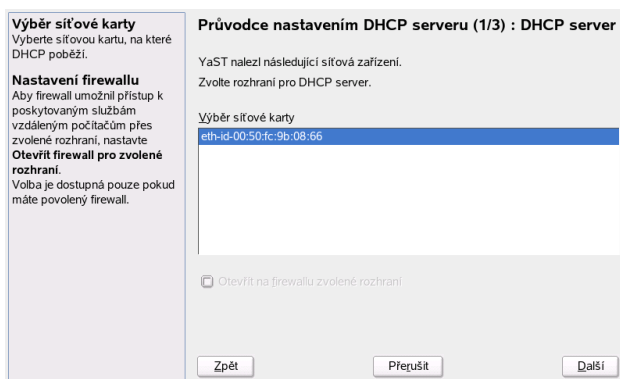 Výběr síťové karty
Vyberte síťovou kartu, na které
DHCP poběží.
Nastavení firewallu
Aby firewall umožnil přístup k
poskytovaným službám
vzdáleným počítačům přes
zvolené rozhraní, nastavte
Otevřít firewall pro zvolené
rozhraní.
Volba je dostupná pouze pokud
máte povolený firewall.
Průvodce nastavením DHCP serveru (1/3) : DHCP server
YaST nalezl následující síťová zařízení.
Zvolte rozhraní pro DHCP server.
Výběr síťové karty
eth-id-00:50:fc:9b:08:66
Otevřít na firewallu zvolené rozhraní
Zpět
Přerušit
Další